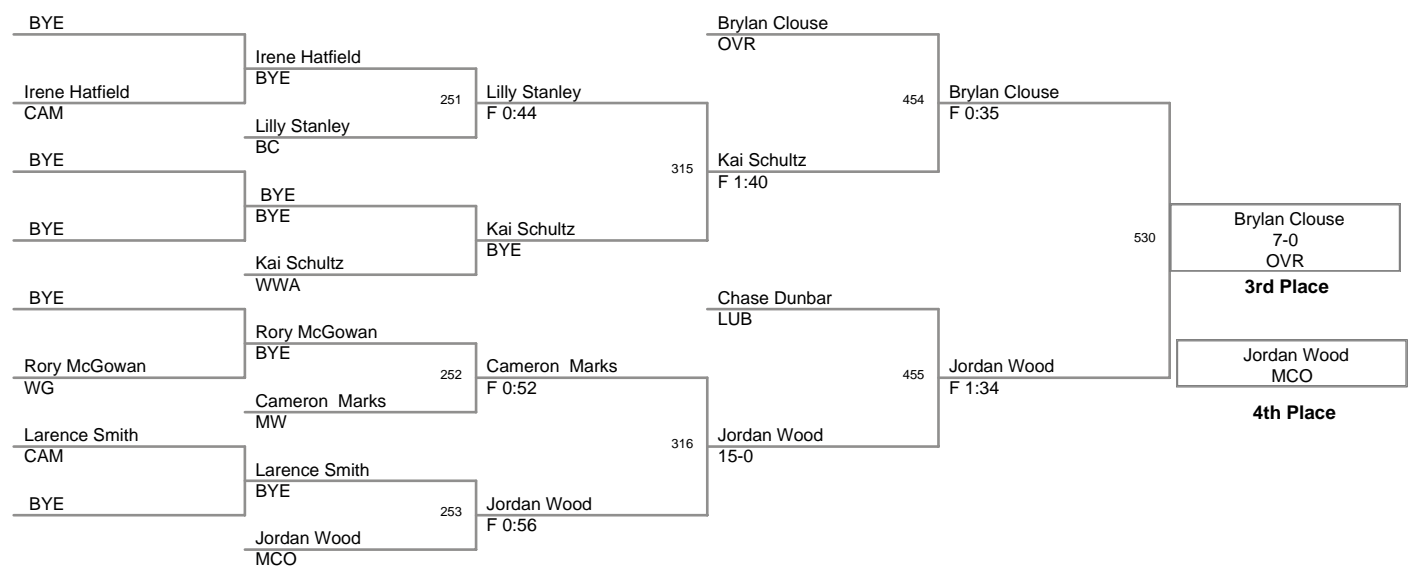 BYE
Irene Hatfield
CAM
BYE
BYE
BYE
Rory McGowan
WG
Larence Smith
CAM
BYE
Irene Hatfield
BYE
251
Lilly Stanley
BC
BYE
BYE
Kai Schultz
WWA
Rory McGowan
BYE
252
Cameron  Marks
MW
Larence Smith
BYE
253
Jordan Wood
MCO
Lilly Stanley
F 0:44
315
Kai Schultz
BYE
Cameron  Marks
F 0:52
316
Jordan Wood
F 0:56
Brylan Clouse
OVR
454
Kai Schultz
F 1:40
Chase Dunbar
LUB
455
Jordan Wood
15-0
Brylan Clouse
F 0:35
530
Jordan Wood
F 1:34
Brylan Clouse
7-0
OVR
3rd Place
Jordan Wood
MCO
4th Place